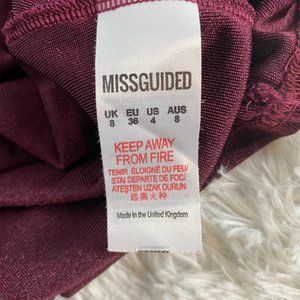 MISSGUIDED
UK EU US AUS
8 36 4 8
KEEP AWAY
FROM FIRE
TENIR ÉLOIGNÉ DU FEU/
STAI DEPARTE DE FOC/
ATEŞTEN UZAK DURUN
远离火种
Made in the United Kingdom